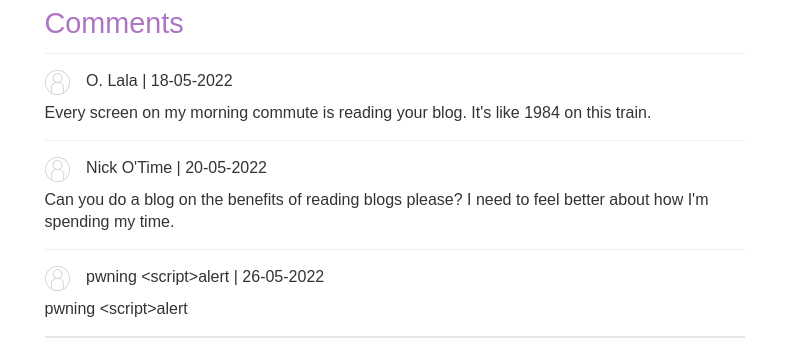 Comments
O. Lala | 18-05-2022
Every screen on my morning commute is reading your blog. It's like 1984 on this train.
Nick O'Time | 20-05-2022
Can you do a blog on the benefits of reading blogs please? I need to feel better about how I'm
spending my time.
pwning <script>alert | 26-05-2022
pwning <script>alert